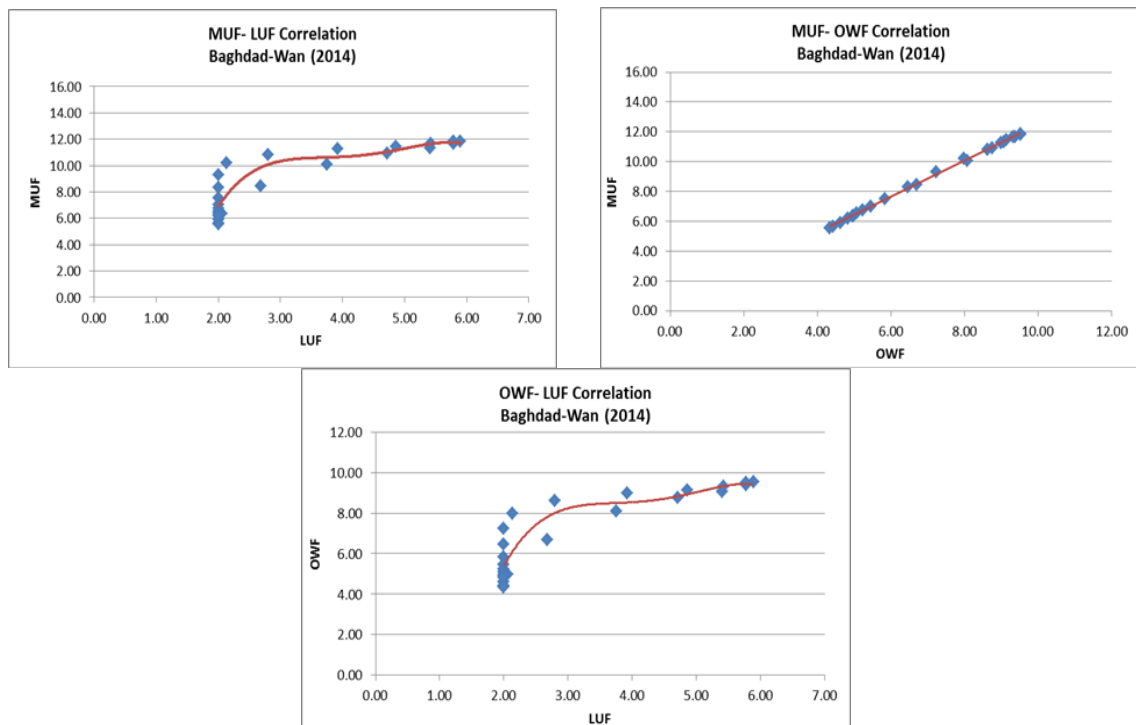 MUF- LUF Correlation
Baghdad-Wan (2014)
16.00
14.00
12.00
10.00
8.00
6.00
4.00
2.00
0.00
MUF
0.00 1.00 2.00 3.00 4.00 5.00 6.00 7.00
LUF
MUF- OWF Correlation
Baghdad-Wan (2014)
16.00
14.00
12.00
10.00
8.00
6.00
4.00
2.00
0.00
MUF
0.00 2.00 4.00 6.00 8.00 10.00 12.00
OWF
OWF- LUF Correlation
Baghdad-Wan (2014)
12.00
10.00
8.00
6.00
4.00
2.00
0.00
OWF
0.00 1.00 2.00 3.00 4.00 5.00 6.00 7.00
LUF